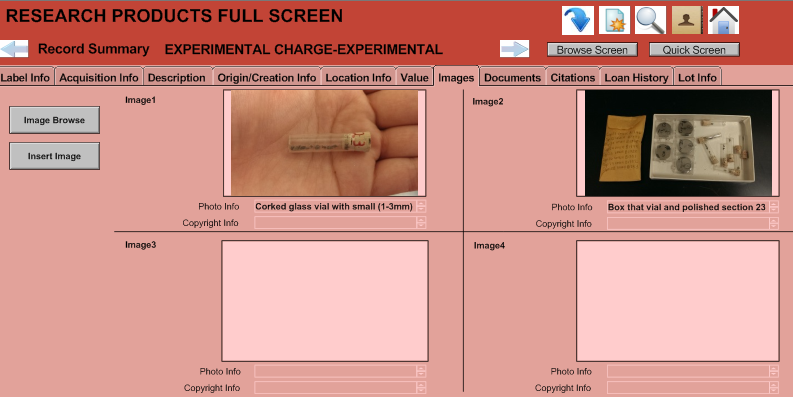 RESEARCH PRODUCTS FULL SCREEN
Record Summary EXPERIMENTAL CHARGE-EXPERIMENTAL
Browse Screen Quick Screen
Label Info Acquisition Info Description Origin/Creation Info Location Info Value Images Documents Citations Loan History Lot Info
Image Browse
Insert Image
Image1
Photo Info Corked glass vial with small (1-3mm)
Copyright Info
Image2
Photo Info Box that vial and polished section 23
Copyright Info
Image3
Photo Info
Copyright Info
Image4
Photo Info
Copyright Info